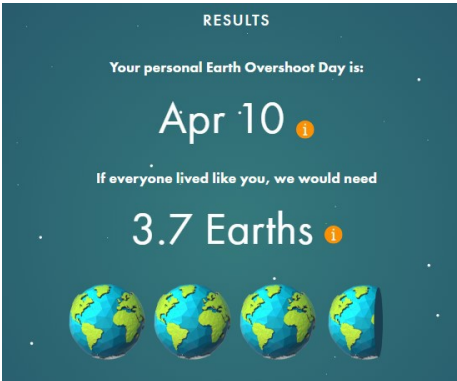 RESULTS
Your personal Earth Overshoot Day is:
Apr 10 i
If everyone lived like you, we would need
3.7 Earths i